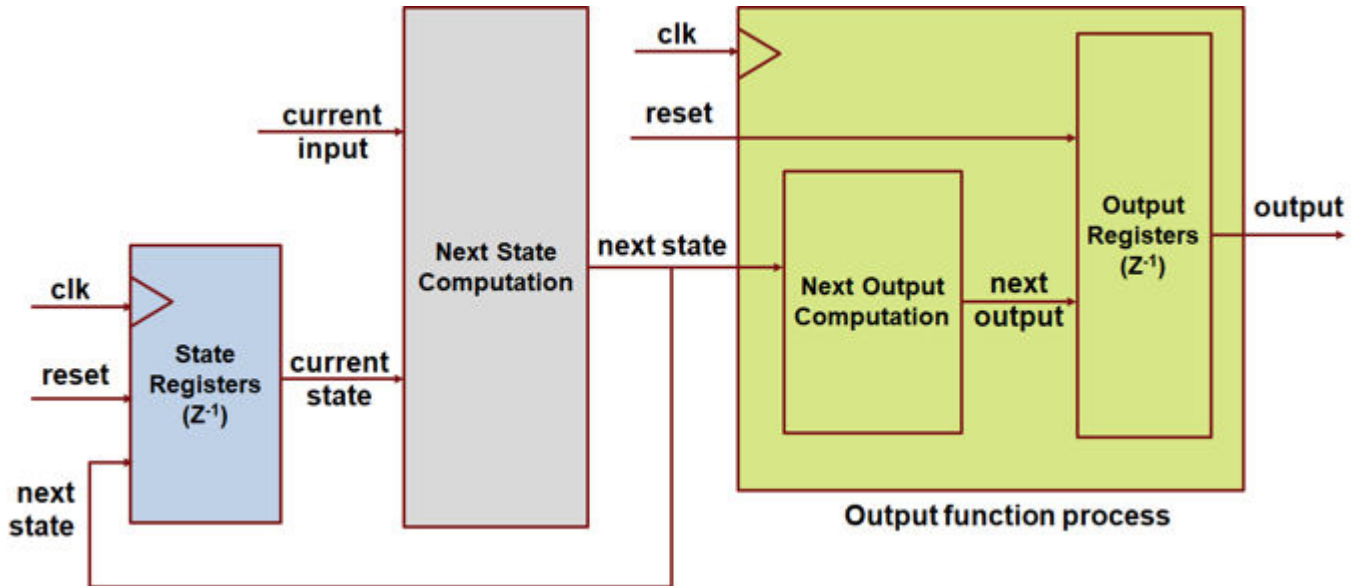 clk
reset
next
state
State
Registers
(Z⁻¹)
current
state
current
input
Next State
Computation
next state
clk
reset
Next Output
Computation
next
output
Output
Registers
(Z⁻¹)
output
Output function process